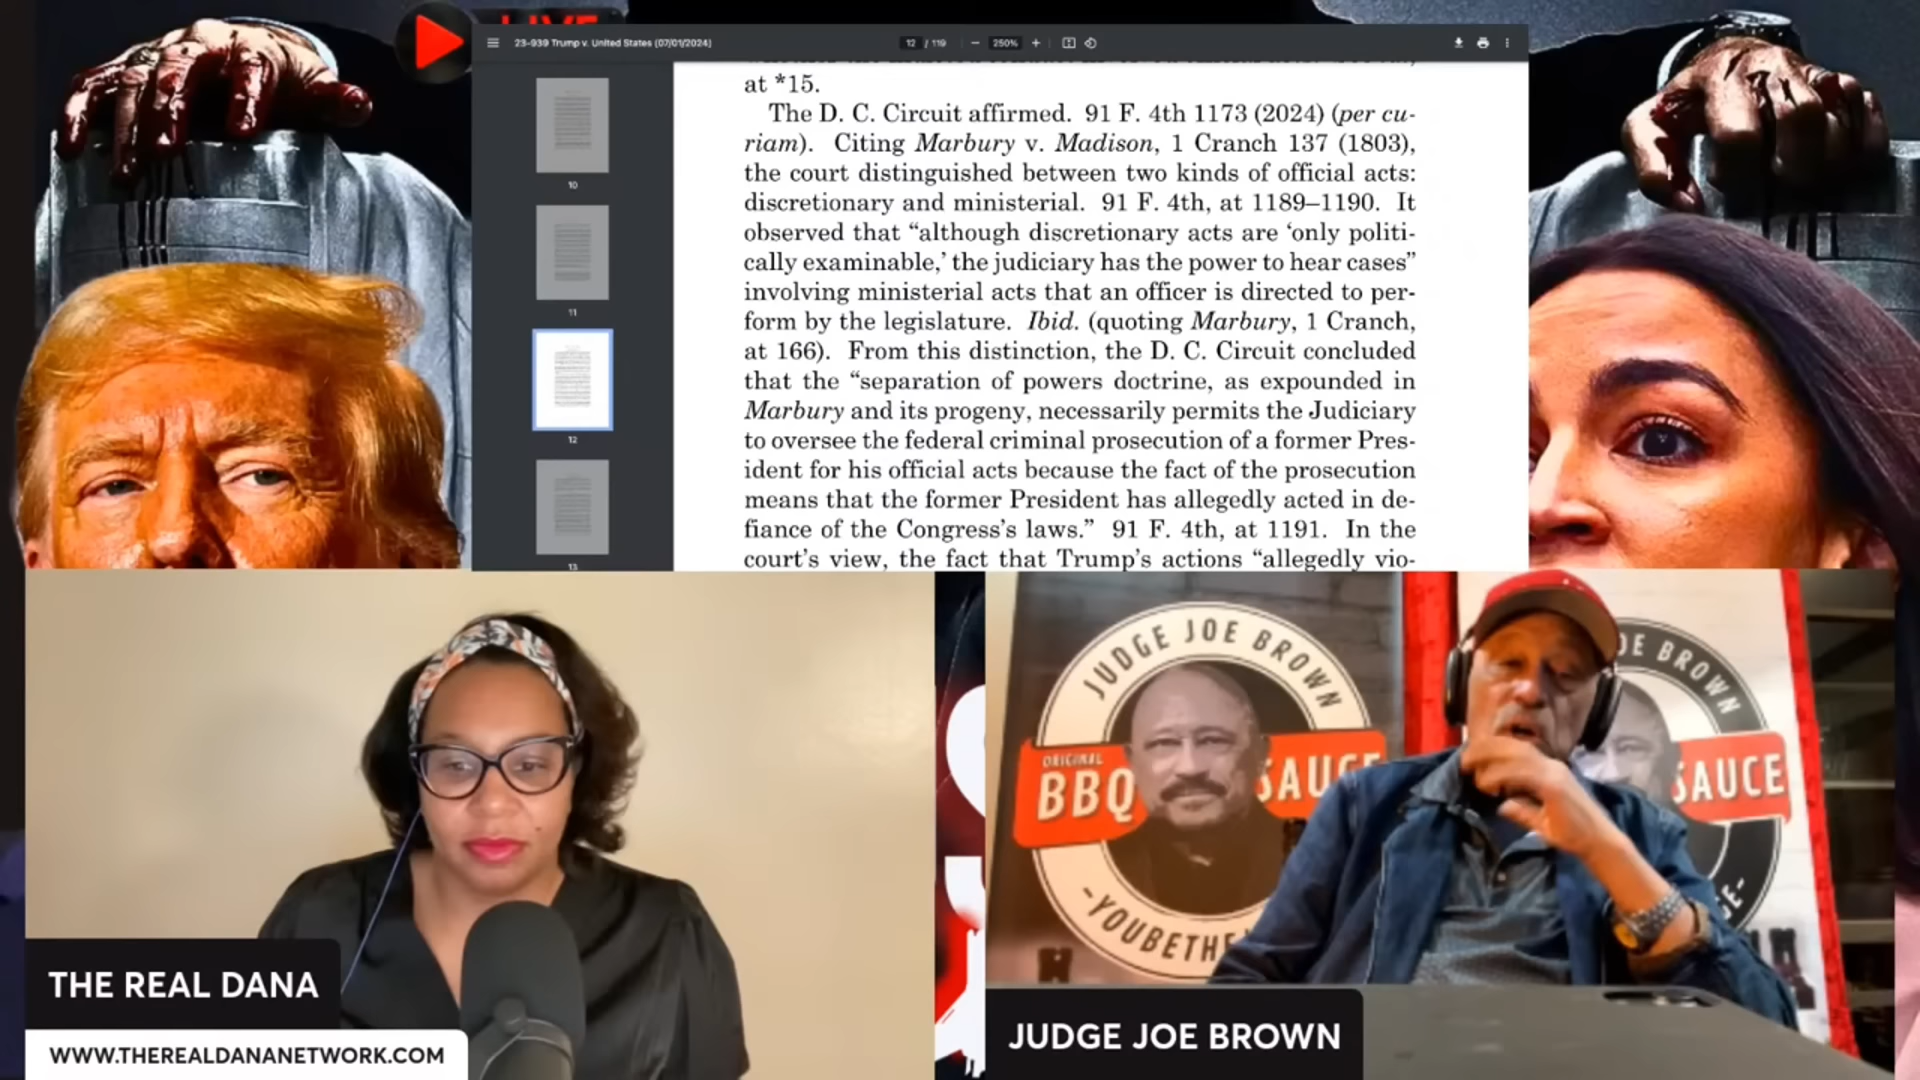 LIVE
23-939 Trump v. United States (07/01/2024)
12 / 119
250%
10
11
12
13
at *15.
The D. C. Circuit affirmed. 91 F. 4th 1173 (2024) (per cu-
riam). Citing Marbury v. Madison, 1 Cranch 137 (1803),
the court distinguished between two kinds of official acts:
discretionary and ministerial. 91 F. 4th, at 1189–1190. It
observed that “although discretionary acts are ‘only politi-
cally examinable,’ the judiciary has the power to hear cases”
involving ministerial acts that an officer is directed to per-
form by the legislature. Ibid. (quoting Marbury, 1 Cranch,
at 166). From this distinction, the D. C. Circuit concluded
that the “separation of powers doctrine, as expounded in
Marbury and its progeny, necessarily permits the Judiciary
to oversee the federal criminal prosecution of a former Pres-
ident for his official acts because the fact of the prosecution
means that the former President has allegedly acted in de-
fiance of the Congress’s laws.” 91 F. 4th, at 1191. In the
court’s view, the fact that Trump’s actions “allegedly vio-
JUDGE JOE BROWN
ORIGINAL
BBQ SAUCE
-YOUBETHE
OE BROWN
SAUCE
THE REAL DANA
WWW.THEREALDANANETWORK.COM
JUDGE JOE BROWN